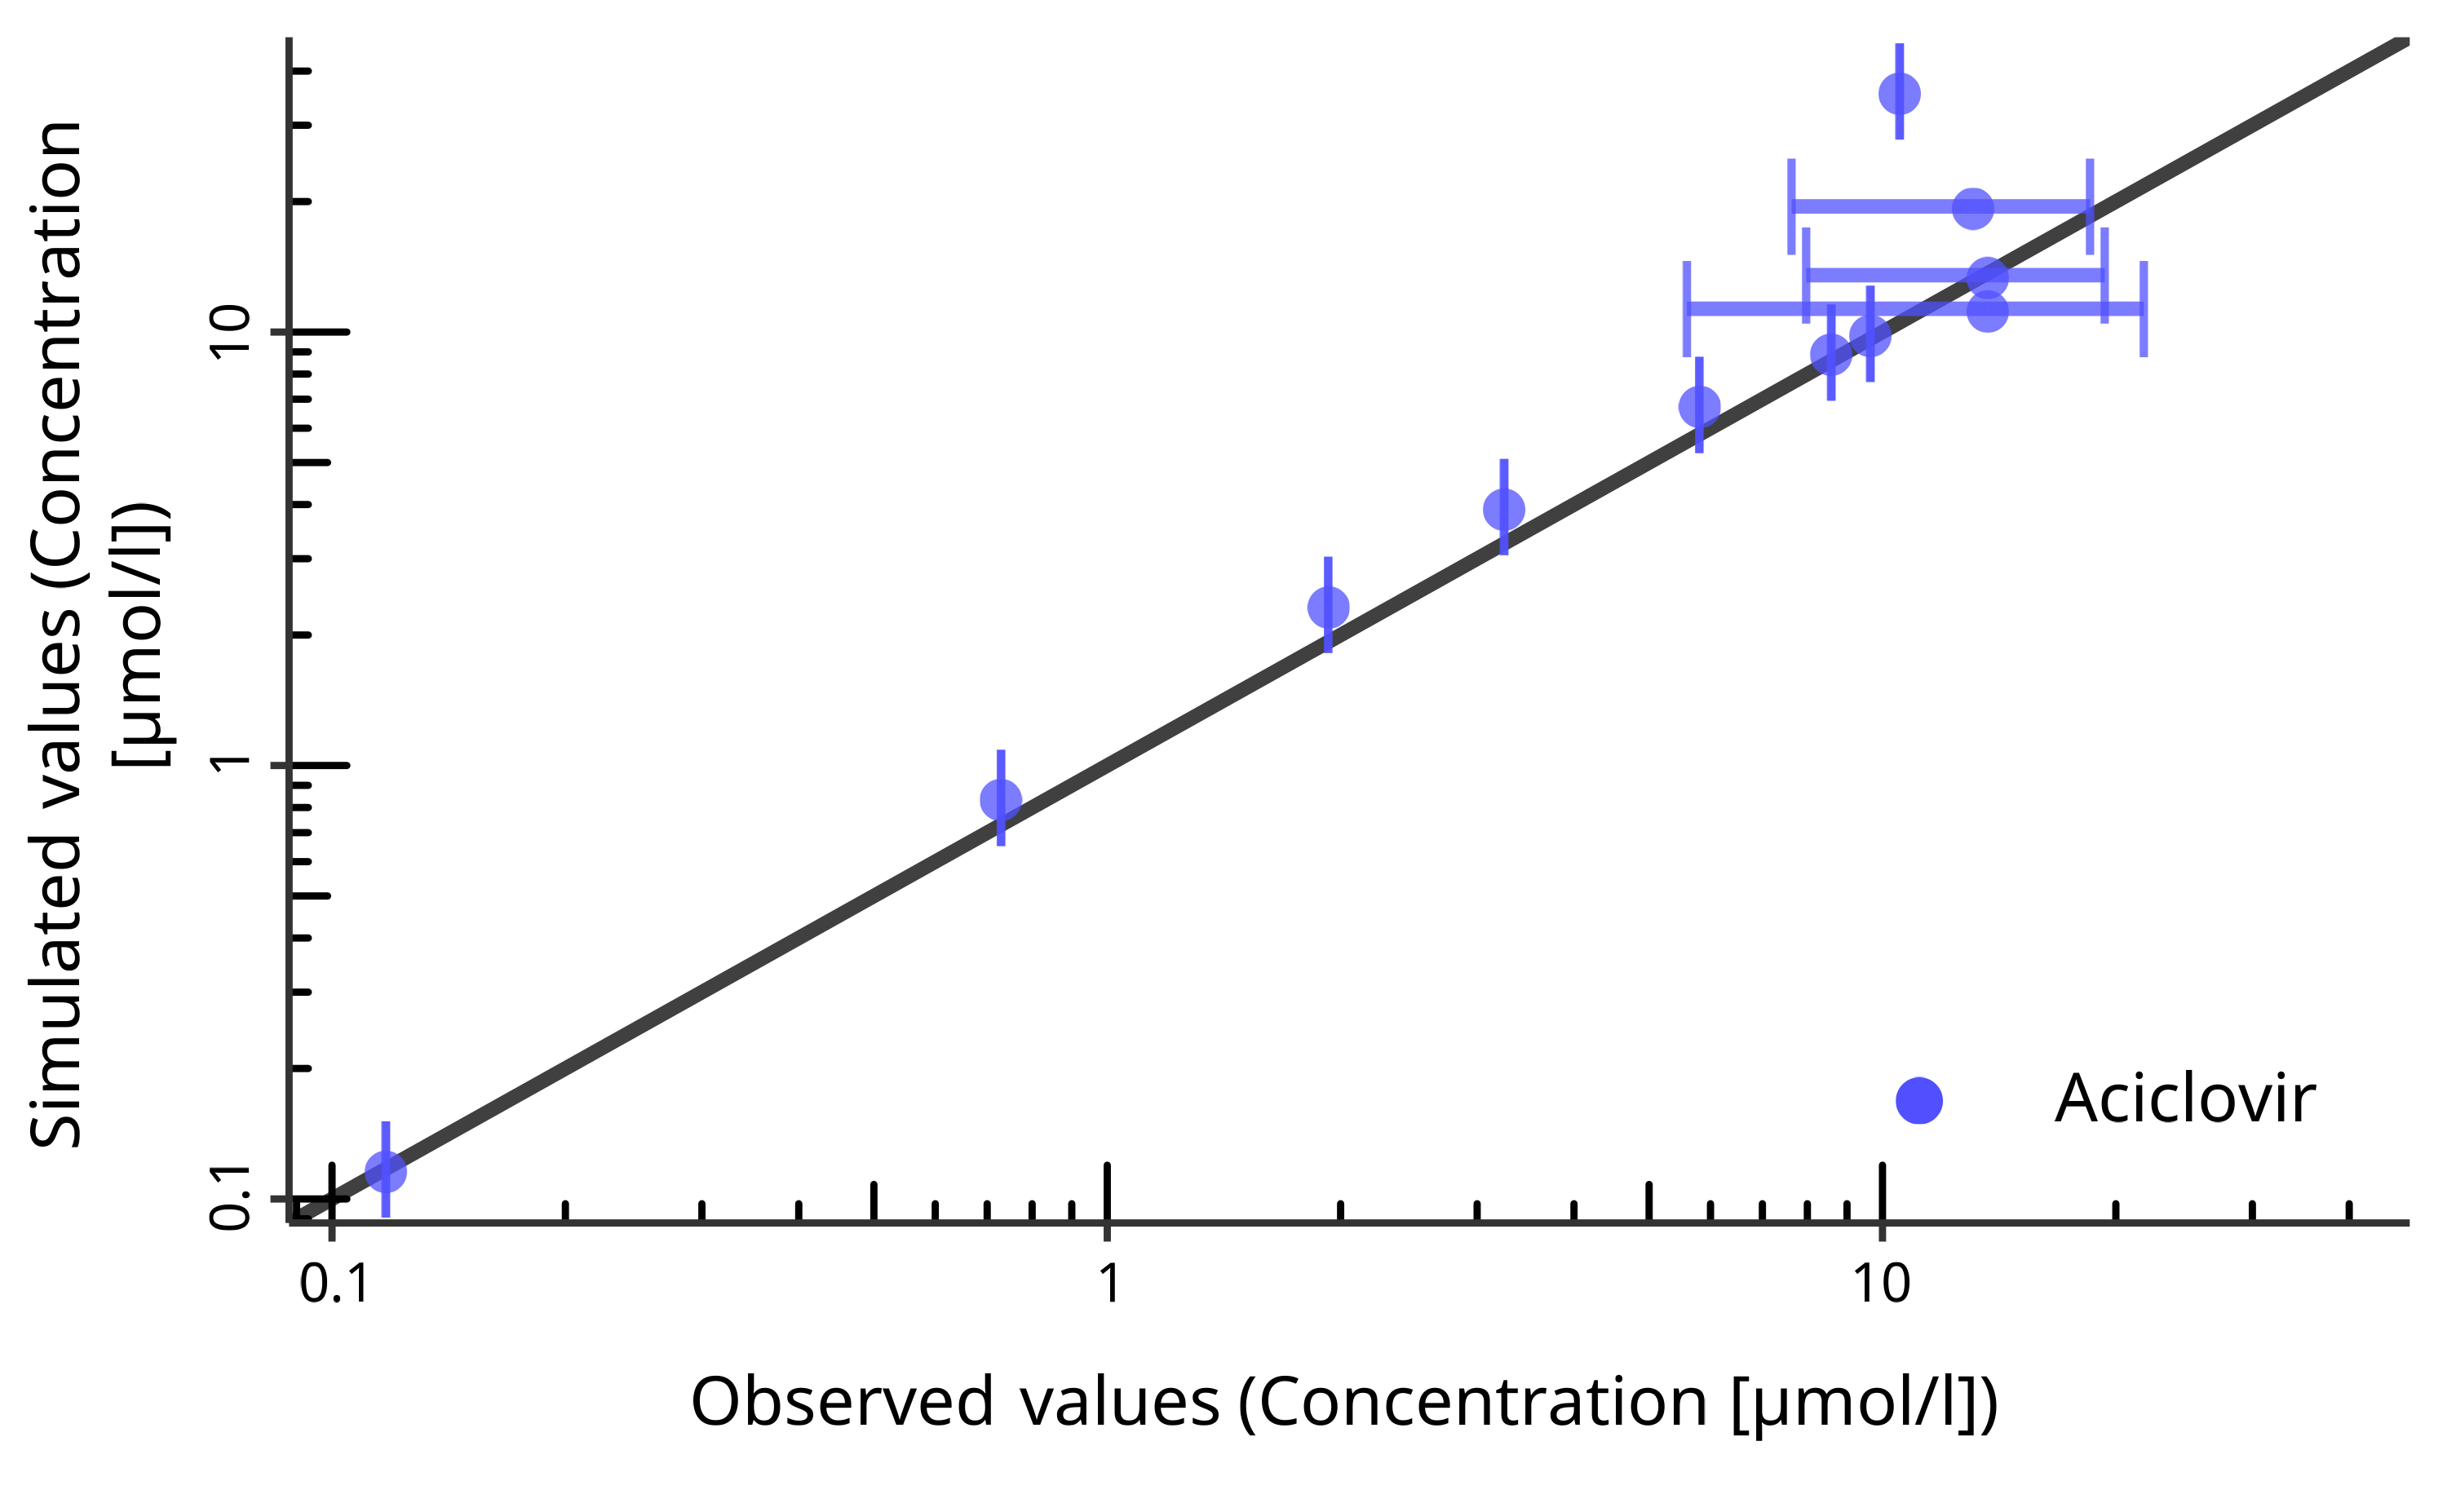 Simulated values (Concentration
[µmol/l])
10
1
0.1
Aciclovir
0.1
1
10
Observed values (Concentration [µmol/l])